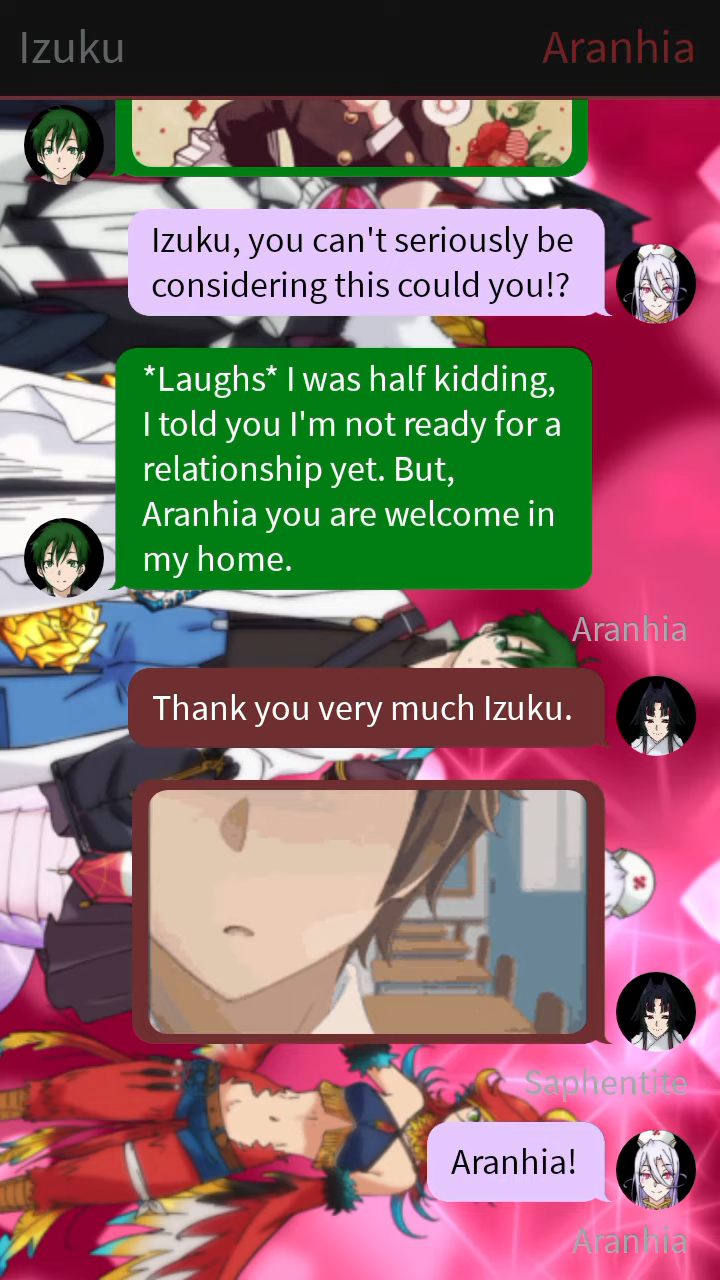 Izuku
Aranhia
Izuku, you can't seriously be
considering this could you!?
*Laughs* I was half kidding,
I told you I'm not ready for a
relationship yet. But,
Aranhia you are welcome in
my home.
Aranhia
Thank you very much Izuku.
Saphentite
Aranhia!
Aranhia